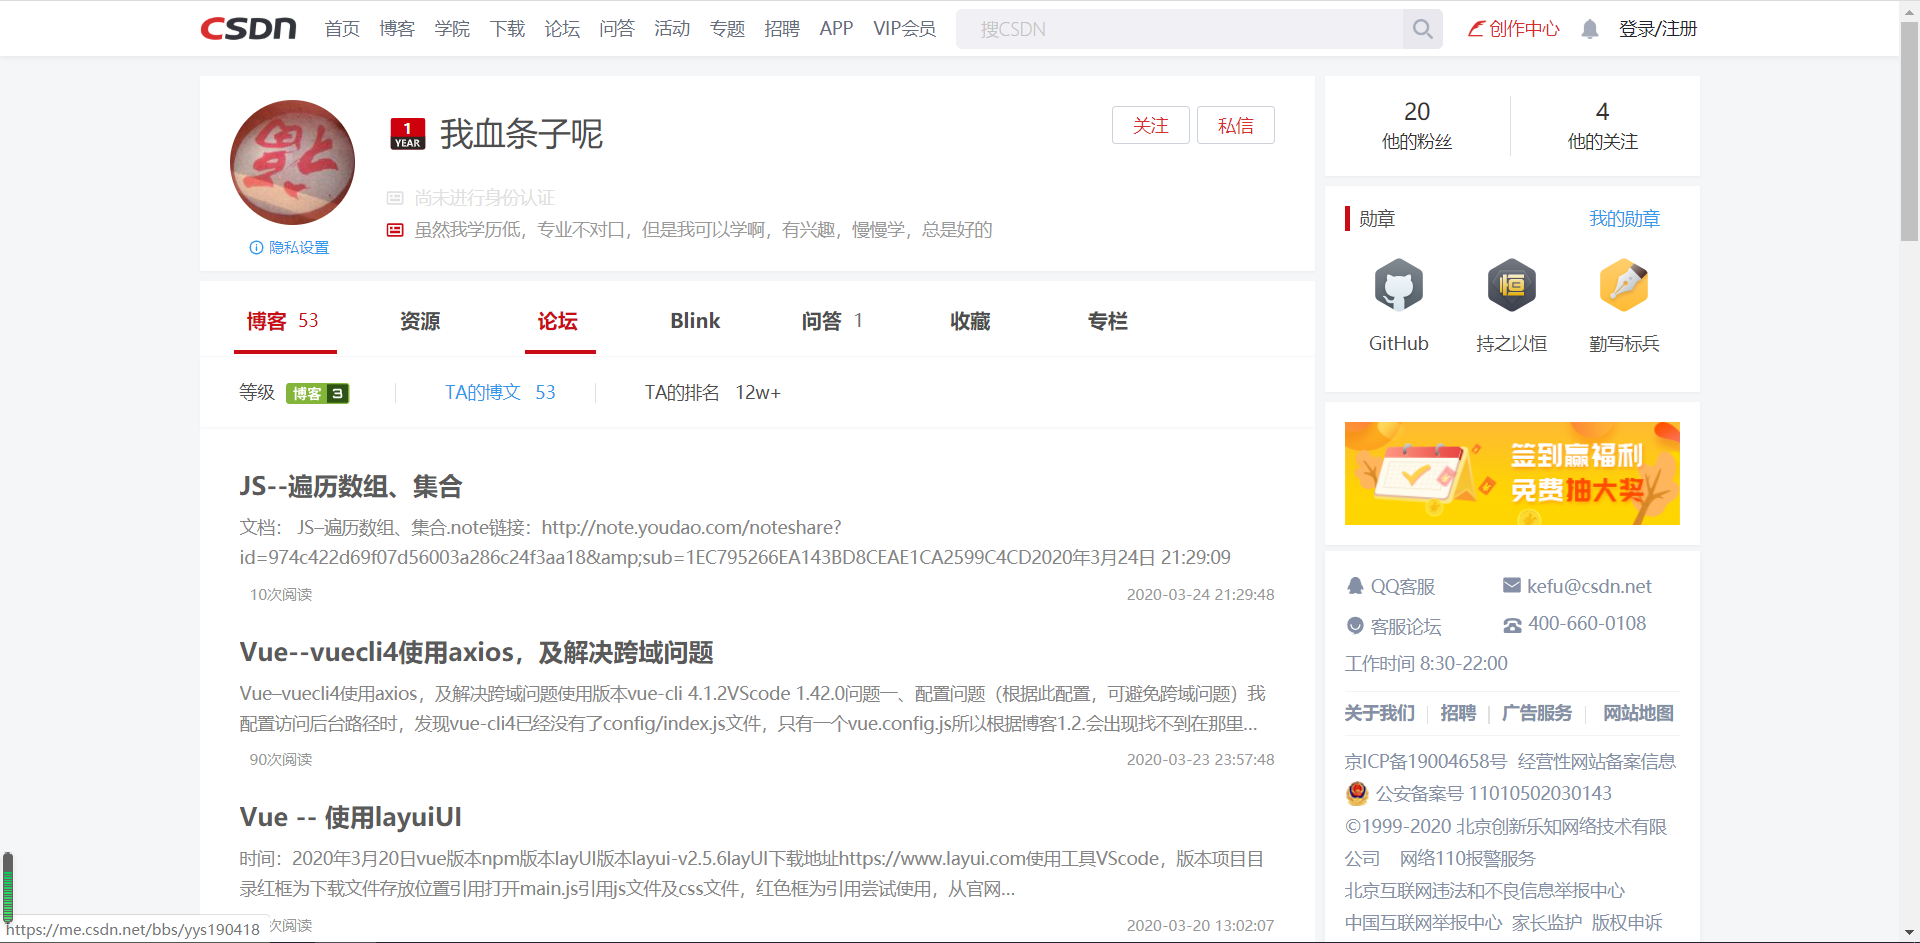 CSDN 首页 博客 学院 下载 论坛 问答 活动 专题 招聘 APP VIP会员 搜CSDN 创作中心 登录/注册
1 YEAR 我血条子呢 关注 私信
尚未进行身份认证
虽然我学历低，专业不对口，但是我可以学啊，有兴趣，慢慢学，总是好的
隐私设置
博客 53 资源 论坛 Blink 问答 1 收藏 专栏
等级 博客 3 TA的博文 53 TA的排名 12w+
JS--遍历数组、集合
文档： JS–遍历数组、集合.note链接：http://note.youdao.com/noteshare?
id=974c422d69f07d56003a286c24f3aa18&amp;sub=1EC795266EA143BD8CEAE1CA2599C4CD2020年3月24日 21:29:09
10次阅读 2020-03-24 21:29:48
Vue--vuecli4使用axios，及解决跨域问题
Vue–vuecli4使用axios，及解决跨域问题使用版本vue-cli 4.1.2VScode 1.42.0问题一、配置问题（根据此配置，可避免跨域问题）我
配置访问后台路径时，发现vue-cli4已经没有了config/index.js文件，只有一个vue.config.js所以根据博客1.2.会出现找不到在那里...
90次阅读 2020-03-23 23:57:48
Vue -- 使用layuiUI
时间：2020年3月20日vue版本npm版本layUI版本layui-v2.5.6layUI下载地址https://www.layui.com使用工具VScode，版本项目目
录红框为下载文件存放位置引用打开main.js引用js文件及css文件，红色框为引用尝试使用，从官网...
次阅读 2020-03-20 13:02:07
https://me.csdn.net/bbs/yys190418
20 4
他的粉丝 他的关注
勋章 我的勋章
恒
GitHub 持之以恒 勤写标兵
签到赢福利
免费抽大奖
QQ客服 kefu@csdn.net
客服论坛 400-660-0108
工作时间 8:30-22:00
关于我们 招聘 广告服务 网站地图
京ICP备19004658号 经营性网站备案信息
公安备案号 11010502030143
©1999-2020 北京创新乐知网络技术有限
公司 网络110报警服务
北京互联网违法和不良信息举报中心
中国互联网举报中心 家长监护 版权申诉